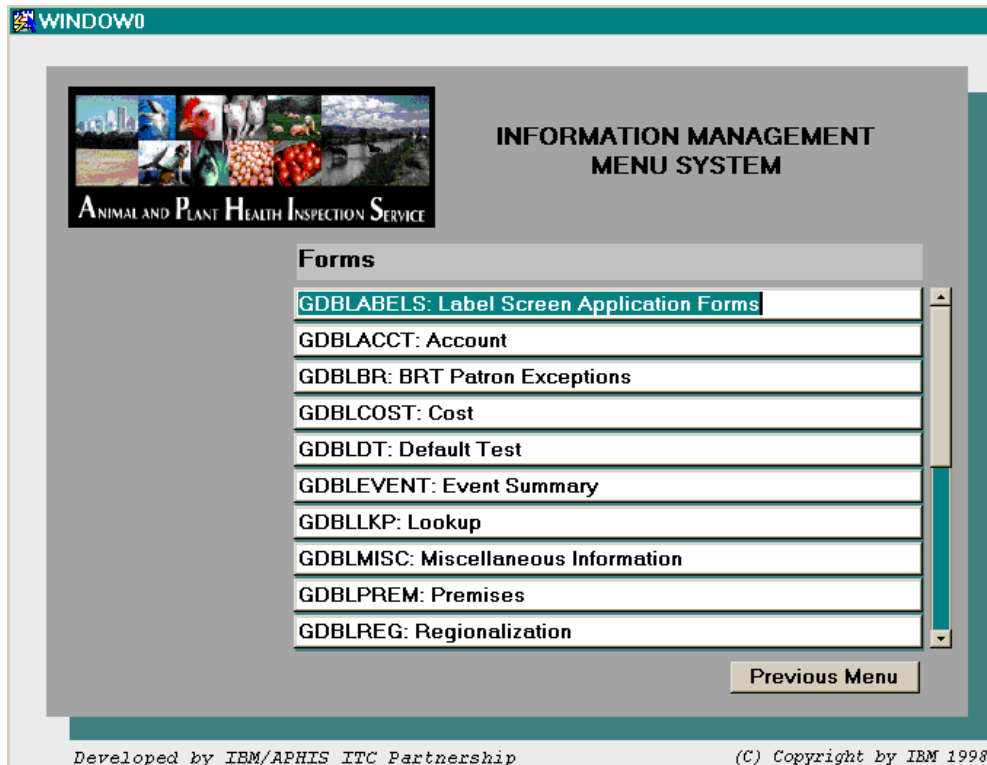 WINDOW0
INFORMATION MANAGEMENT
MENU SYSTEM
ANIMAL AND PLANT HEALTH INSPECTION SERVICE
Forms
GDBLABELS: Label Screen Application Forms
GDBLACCT: Account
GDBLBR: BRT Patron Exceptions
GDBLCOST: Cost
GDBLDT: Default Test
GDBLEVENT: Event Summary
GDBLLKP: Lookup
GDBLMISC: Miscellaneous Information
GDBLPREM: Premises
GDBLREG: Regionalization
Previous Menu
Developed by IBM/APHIS ITC Partnership
(C) Copyright by IBM 1998